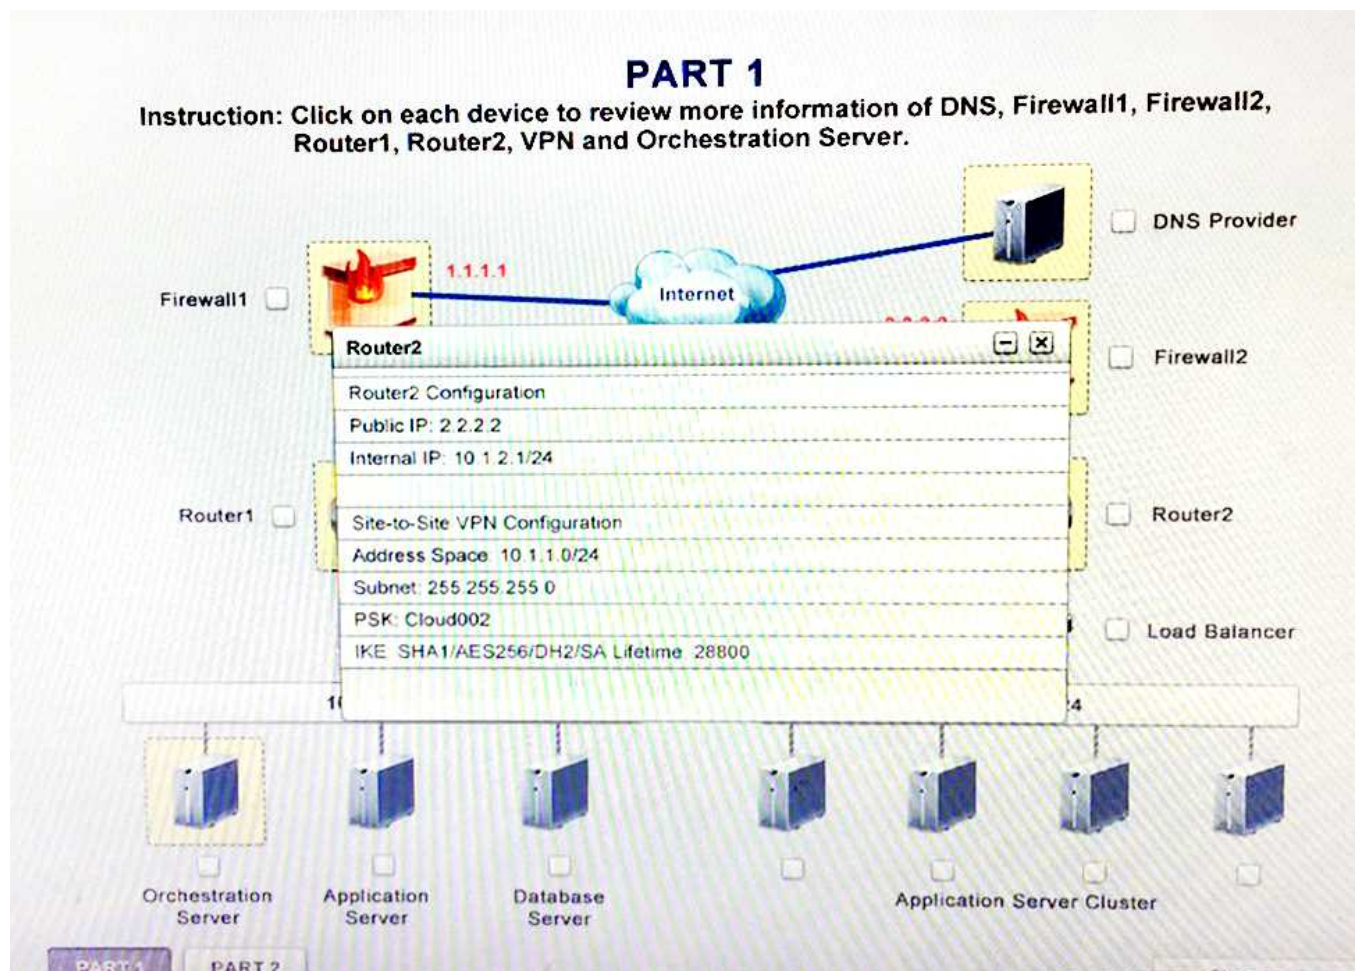 PART 1
Instruction: Click on each device to review more information of DNS, Firewall1, Firewall2,
Router1, Router2, VPN and Orchestration Server.
DNS Provider
1.1.1.1
Firewall1
Internet
Firewall2
Router2
Router2 Configuration
Public IP: 2.2.2.2
Internal IP: 10.1.2.1/24
Router1
Router2
Site-to-Site VPN Configuration
Address Space: 10.1.1.0/24
Subnet: 255.255.255.0
PSK: Cloud002
IKE: SHA1/AES256/DH2/SA Lifetime: 28800
Load Balancer
Orchestration
Server
Application
Server
Database
Server
Application Server Cluster
PART 1
PART 2